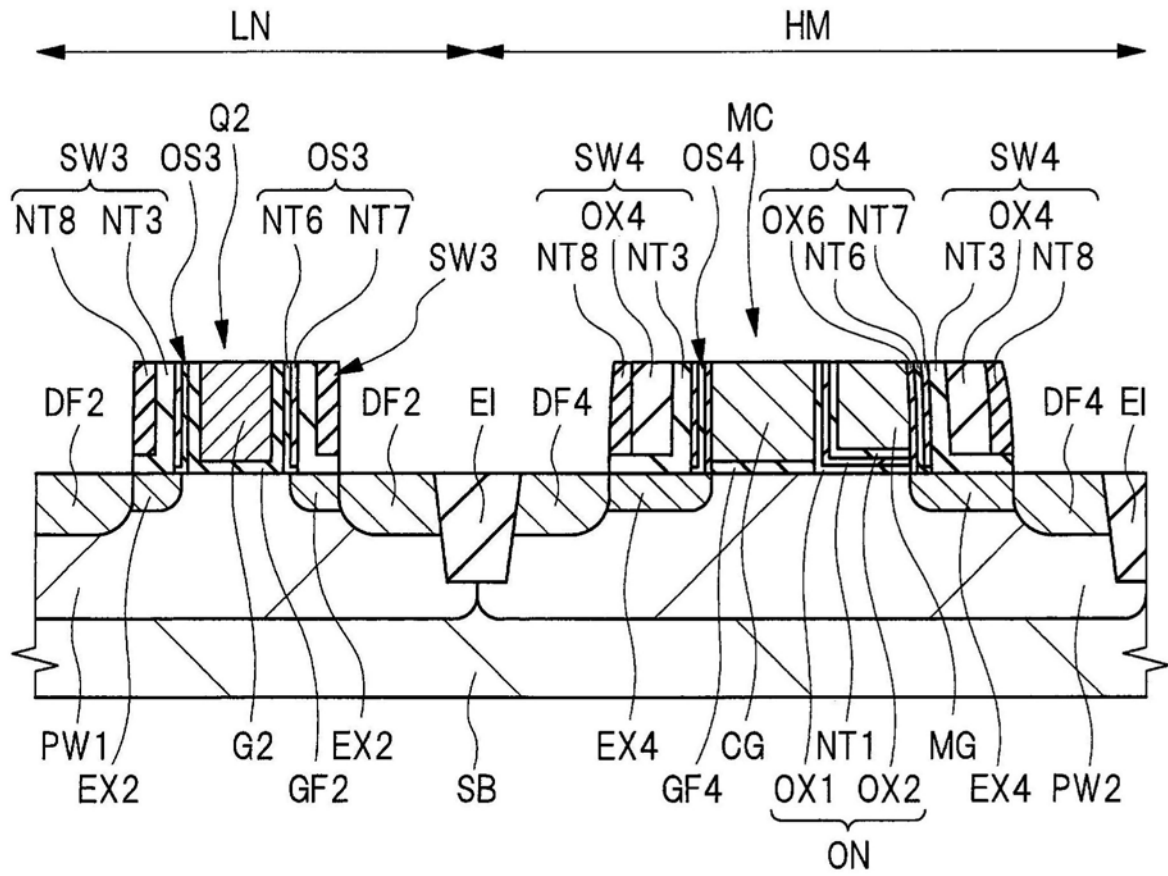 LN HM
Q2 MC
SW3 OS3 OS3 SW4 OS4 OS4 SW4
NT8 NT3 NT6 NT7 OX4 OX6 NT7 OX4
SW3 NT8 NT3 NT6 NT3 NT8
DF2 DF2 EI DF4 DF4 EI
PW1 G2 EX2 EX4 CG NT1 MG
EX2 GF2 SB GF4 OX1 OX2 EX4 PW2
ON